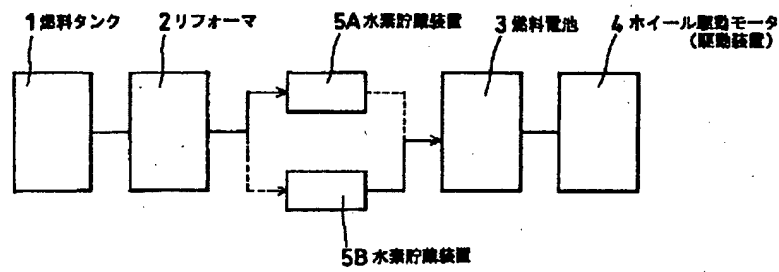 1 燃料タンク
2 リフォーマ
5A 水素貯蔵装置
3 燃料電池
4 ホイール駆動モータ
(駆動装置)
5B 水素貯蔵装置